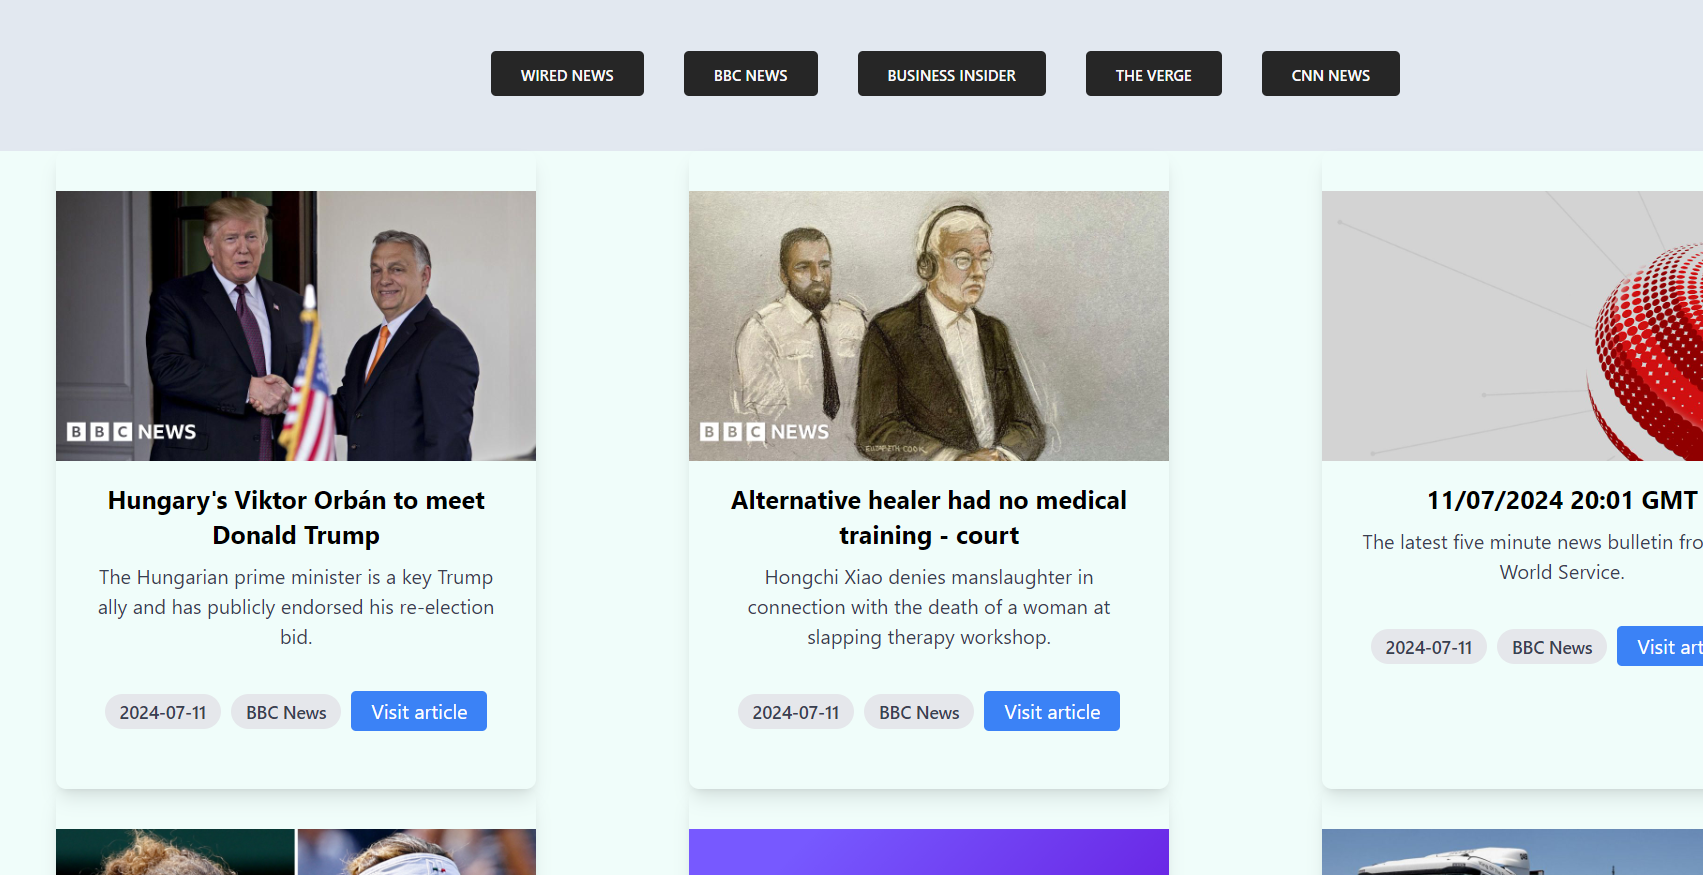 WIRED NEWS
BBC NEWS
BUSINESS INSIDER
THE VERGE
CNN NEWS
BBC NEWS
Hungary's Viktor Orbán to meet
Donald Trump
The Hungarian prime minister is a key Trump
ally and has publicly endorsed his re-election
bid.
2024-07-11
BBC News
Visit article
BBC NEWS
ELIZABETH COOK
Alternative healer had no medical
training - court
Hongchi Xiao denies manslaughter in
connection with the death of a woman at
slapping therapy workshop.
2024-07-11
BBC News
Visit article
11/07/2024 20:01 GMT
The latest five minute news bulletin fro
World Service.
2024-07-11
BBC News
Visit art